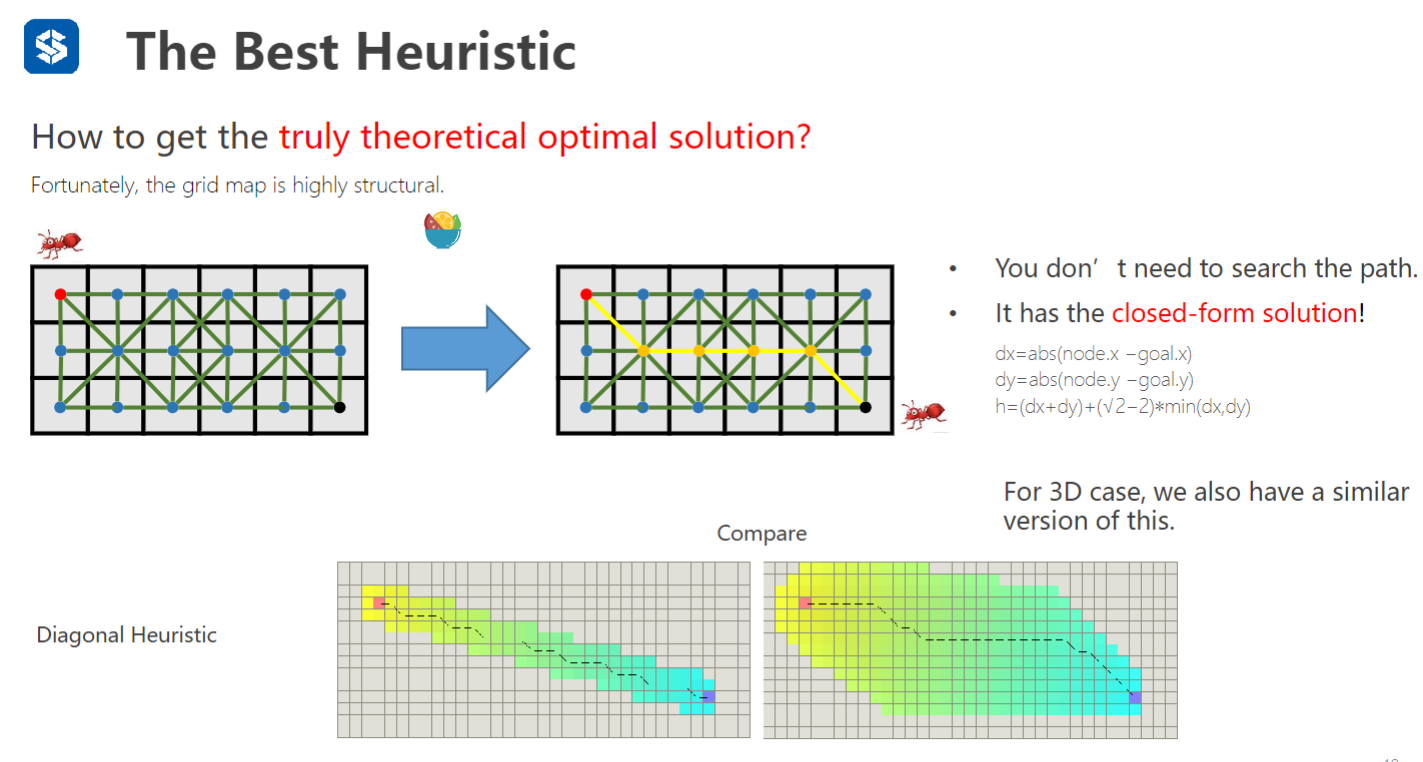 The Best Heuristic
How to get the truly theoretical optimal solution?
Fortunately, the grid map is highly structural.
• You don’ t need to search the path.
• It has the closed-form solution!
dx=abs(node.x −goal.x)
dy=abs(node.y −goal.y)
h=(dx+dy)+(√2−2)*min(dx,dy)
For 3D case, we also have a similar
version of this.
Compare
Diagonal Heuristic